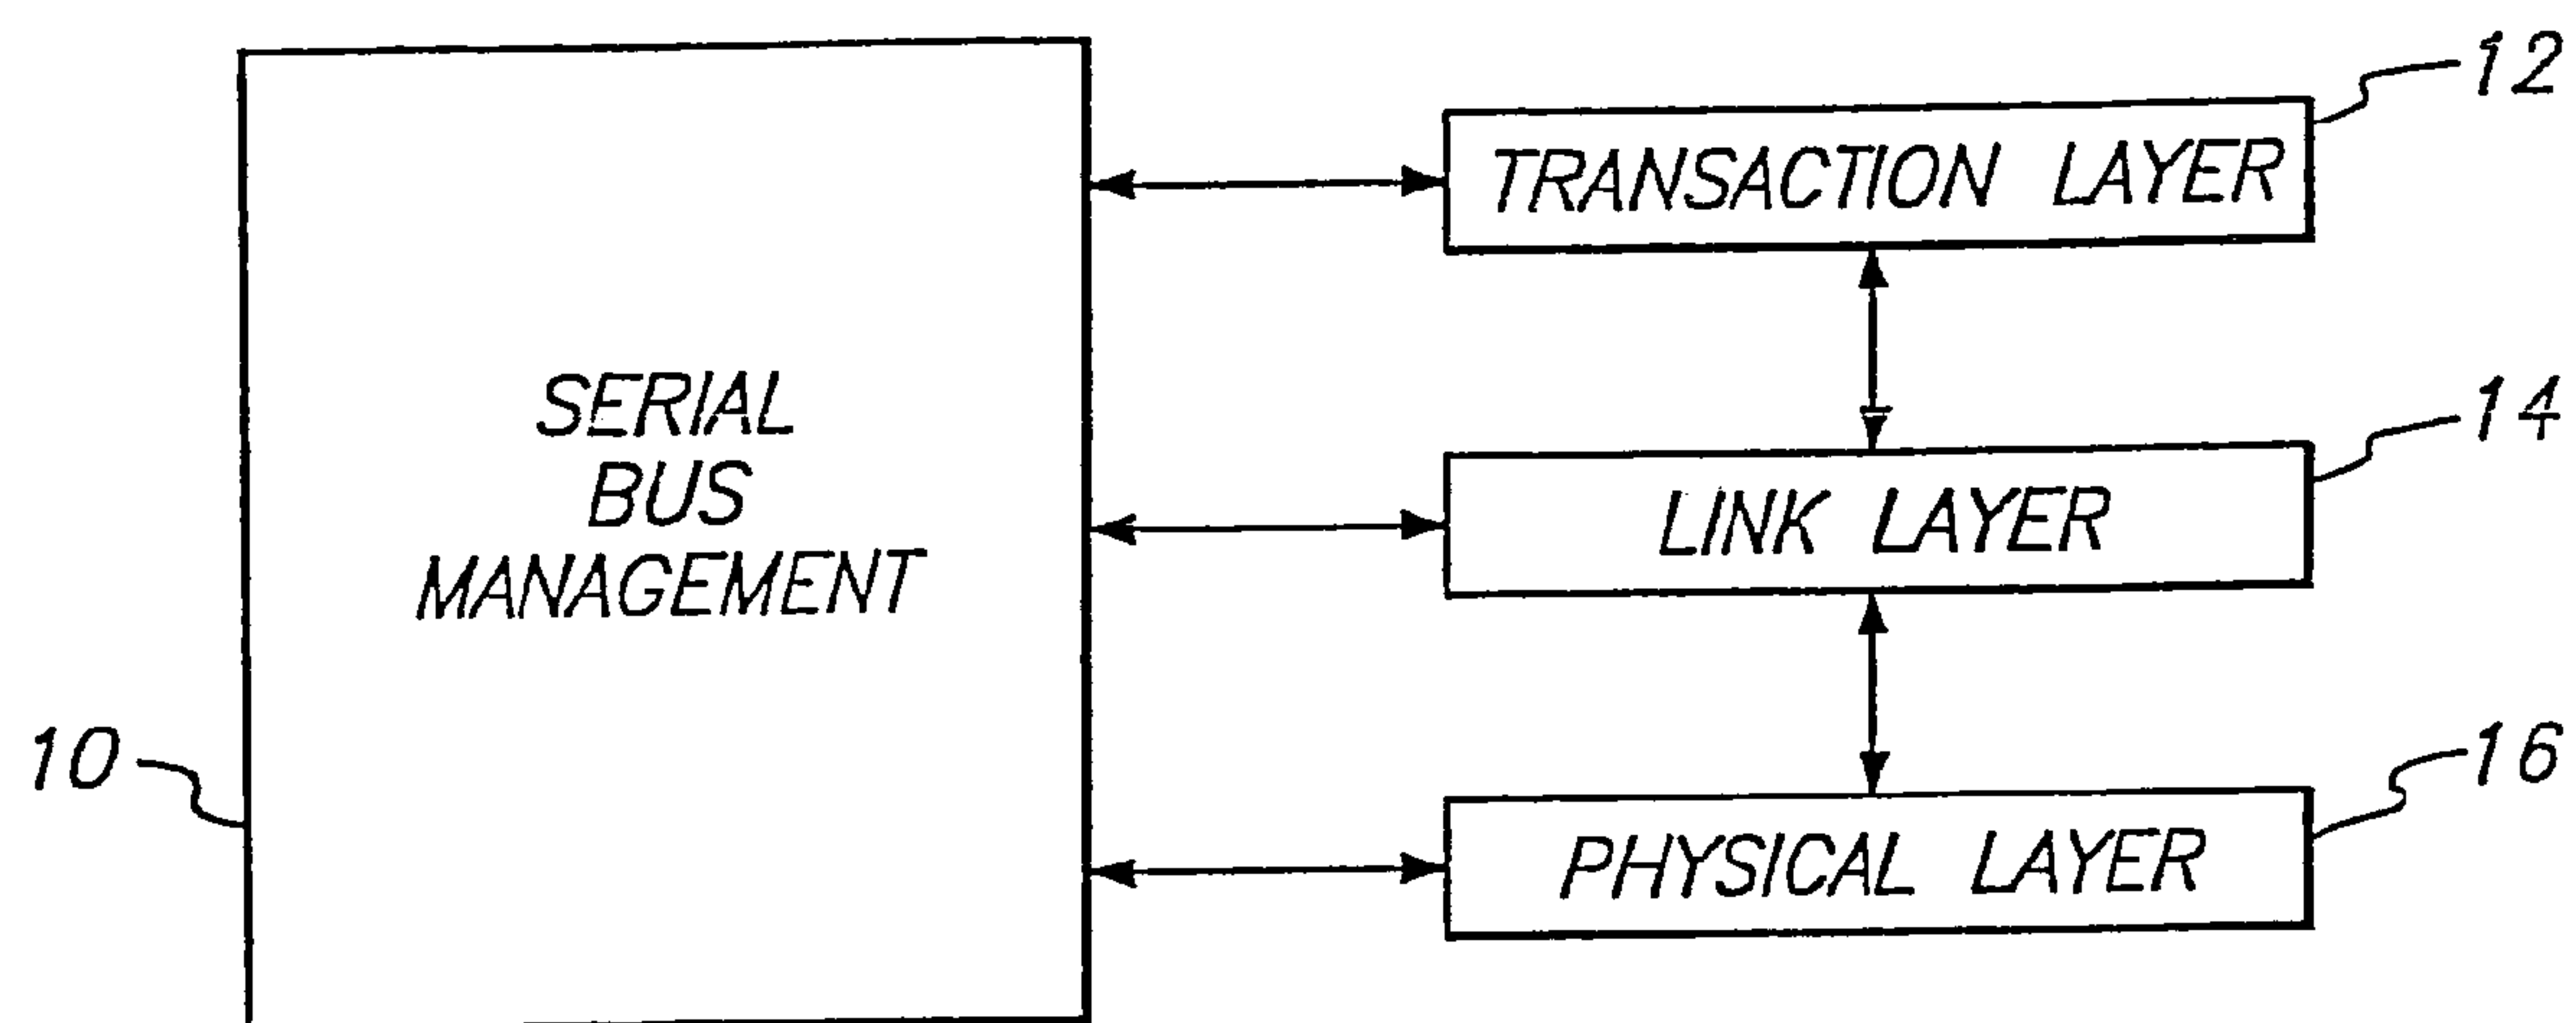 12
TRANSACTION LAYER
14
SERIAL
BUS
MANAGEMENT
LINK LAYER
10
16
PHYSICAL LAYER